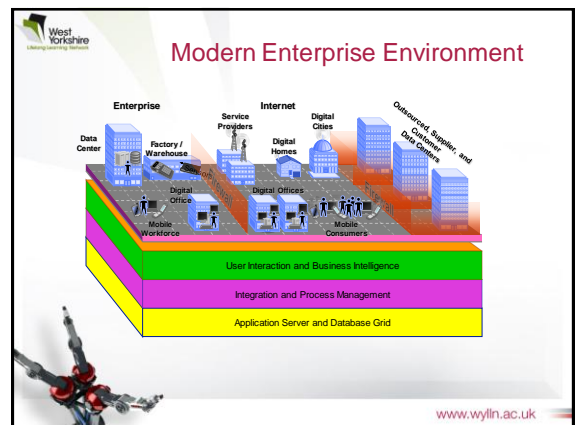 West
Yorkshire
Lifelong Learning Network
Modern Enterprise Environment
Enterprise
Internet
Service
Providers
Digital
Cities
Outsourced, Supplier, and
Customer
Data Centers
Data
Center
Factory /
Warehouse
Digital
Homes
Firewall
Firewall
Digital
Office
Digital Offices
Mobile
Workforce
Mobile
Consumers
User Interaction and Business Intelligence
Integration and Process Management
Application Server and Database Grid
www.wylln.ac.uk